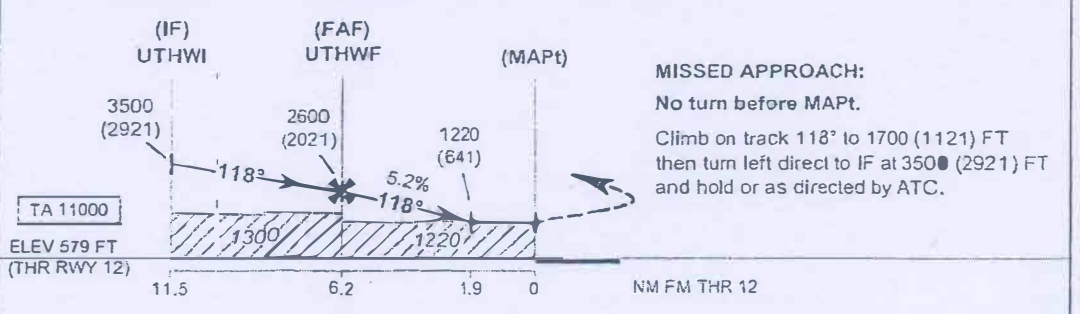 (IF)
UTHWI
(FAF)
UTHWF
(MAPt)
MISSED APPROACH:
No turn before MAPt.
Climb on track 118° to 1700 (1121) FT
then turn left direct to IF at 3500 (2921) FT
and hold or as directed by ATC.
3500
(2921)
2600
(2021)
1220
(641)
118°
5.2%
118°
TA 11000
1300
1220
ELEV 579 FT
(THR RWY 12)
11.5
6.2
1.9
0
NM FM THR 12